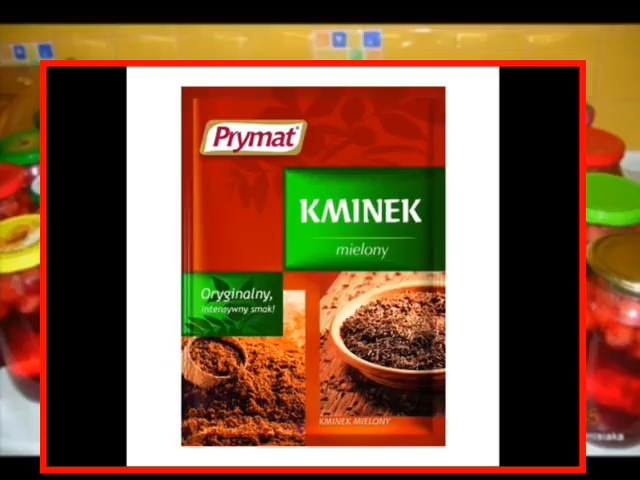 Prymat
KMINEK
mielony
Oryginalny,
intensywny smak!
KMINEK MIELONY